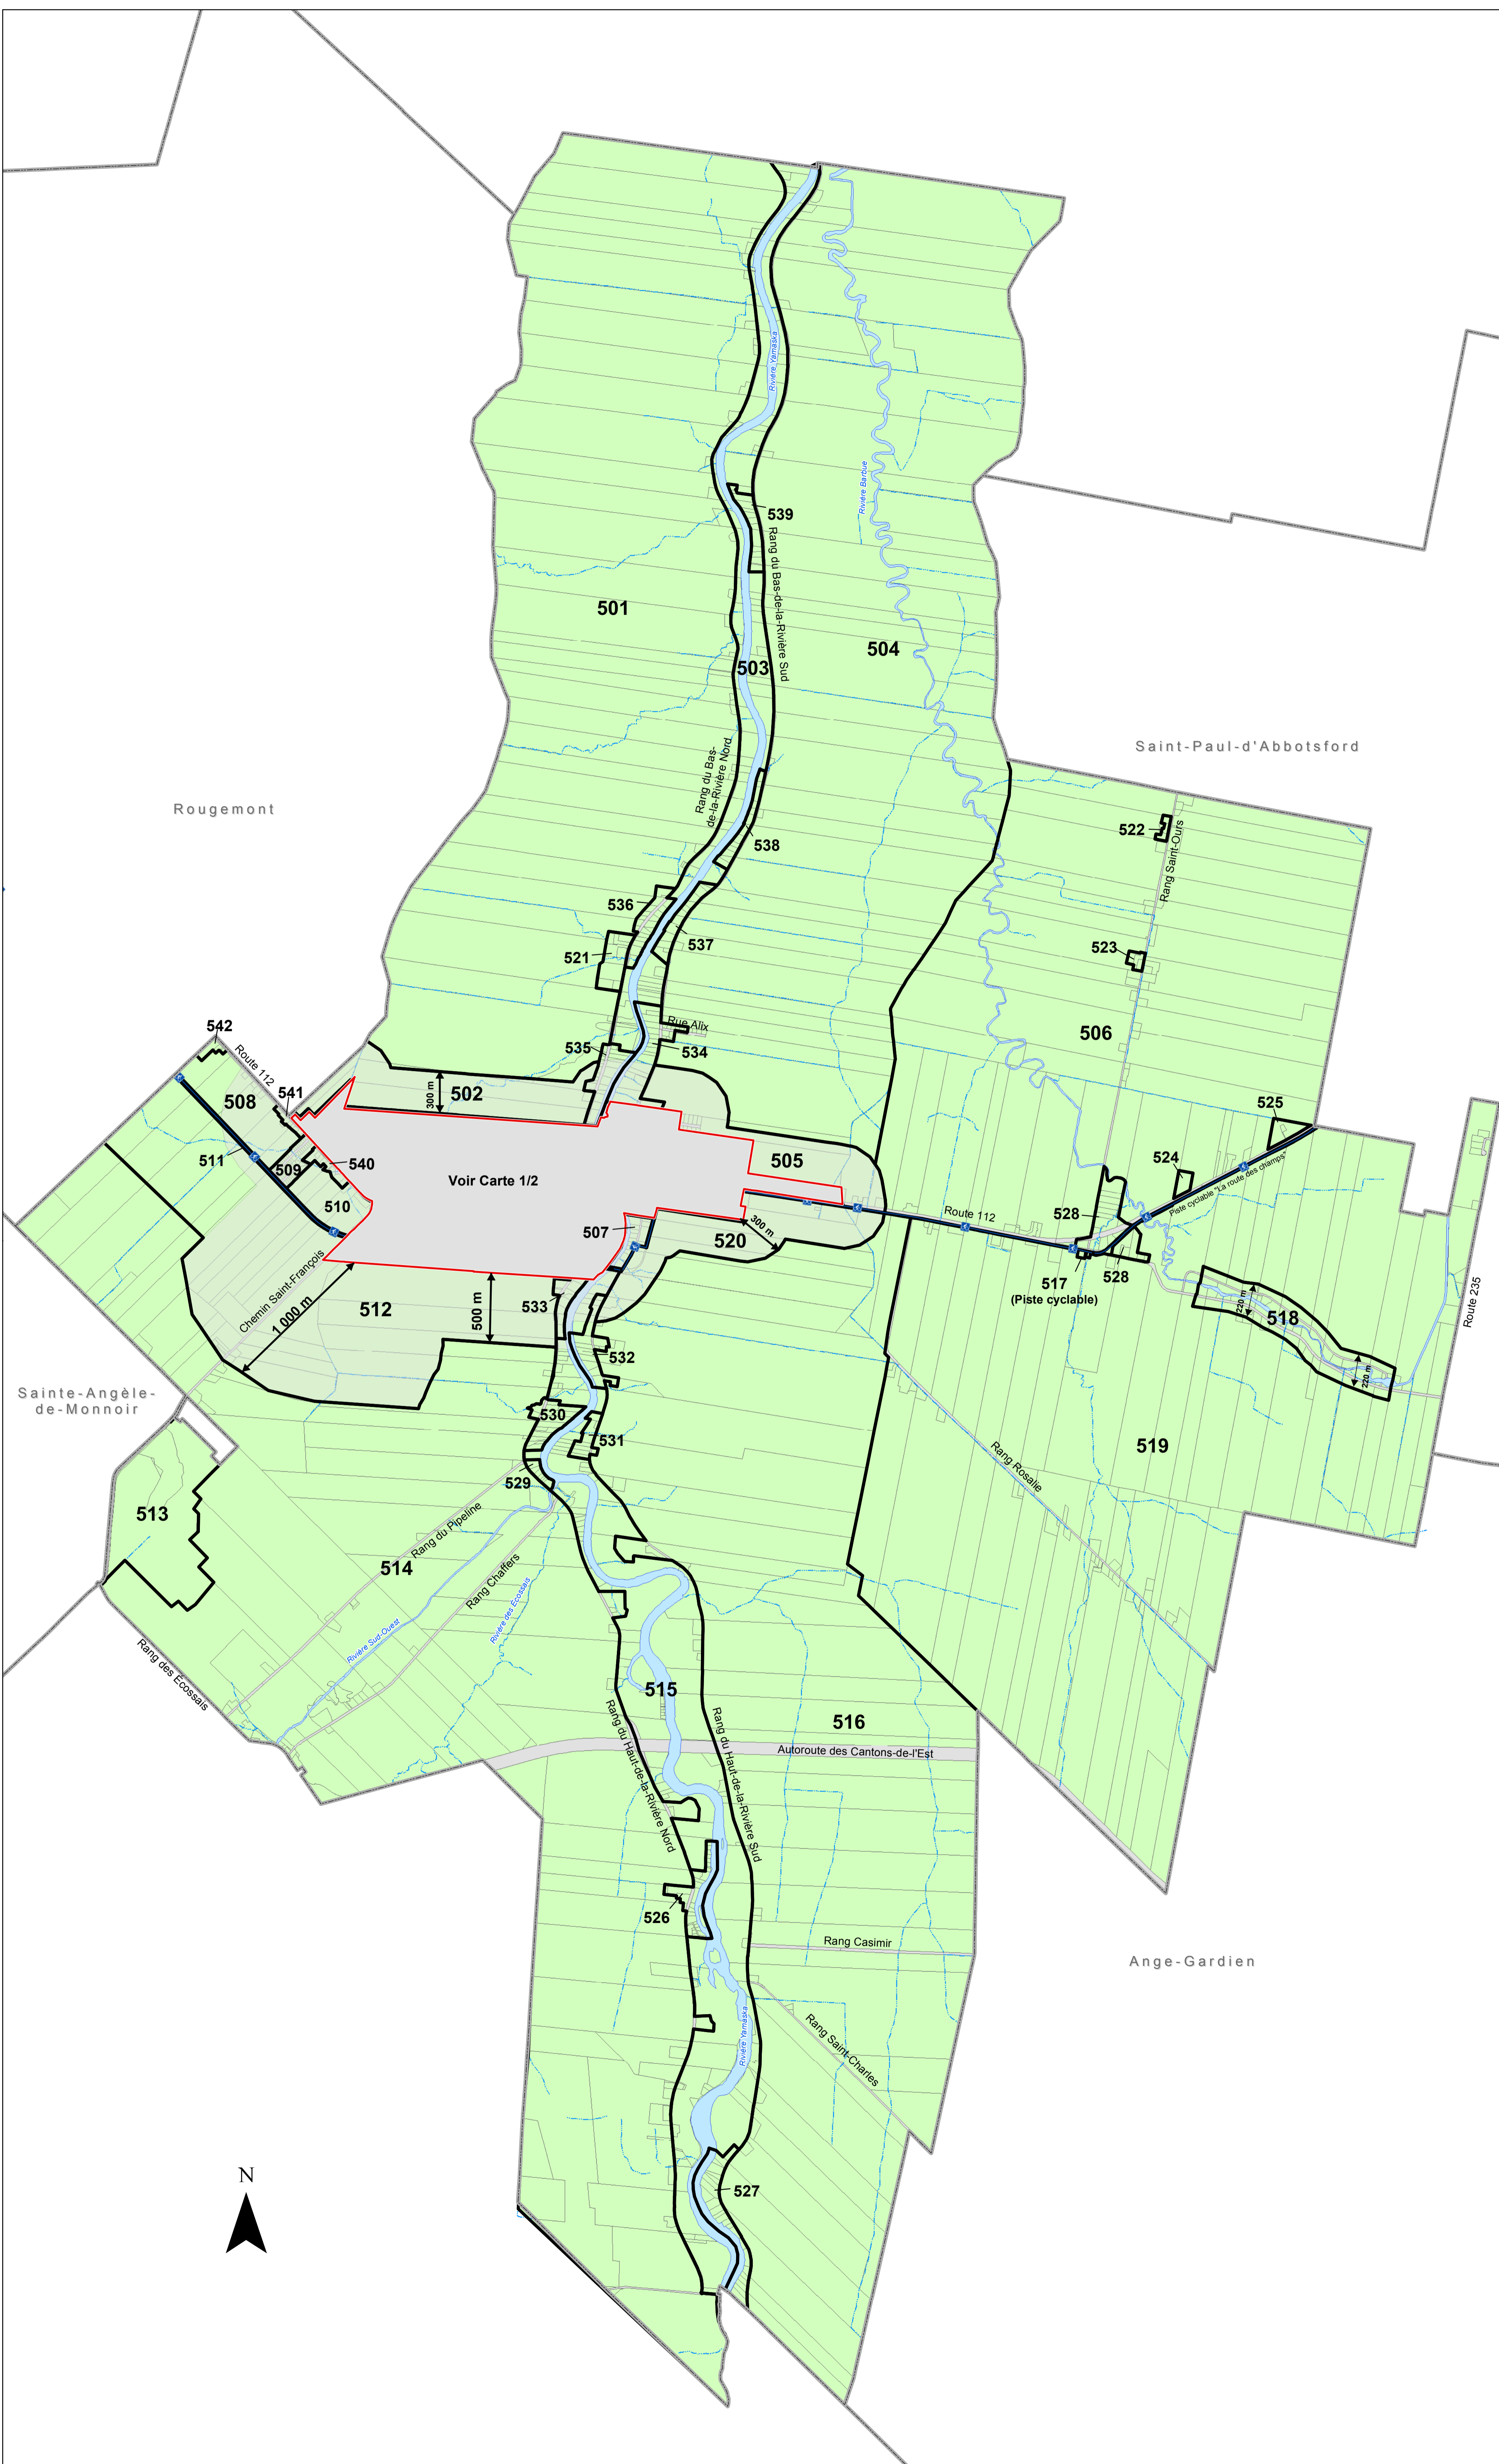 Rivière Yamaska
Rivière Barbue
539
Rang du Bas-de-la-Rivière Sud
501
504
503
Saint-Paul-d'Abbotsford
Rang du Bas-
de-la-Rivière Nord
Rougemont
522
Rang Saint-Ours
538
536
537
523
521
542
Route 112
Rue Alix
506
535
534
541
300 m
502
508
525
511
509
540
Voir Carte 1/2
505
524
Piste cyclable "La route des champs"
510
Route 112
528
507
300 m
520
Chemin Saint-François
517
(Piste cyclable)
528
1 000 m
512
500 m
533
220 m
518
Route 235
532
220 m
Sainte-Angèle-
de-Monnoir
530
531
519
529
Rang Rosalie
513
Rang du Pipeline
514
Rang Chaffers
Rivière des Écossais
Rivière Sud-Ouest
Rang des Écossais
515
Rang du Haut-de-la-Rivière Nord
Rang du Haut-de-la-Rivière Sud
516
Autoroute des Cantons-de-l'Est
526
Rang Casimir
Ange-Gardien
Rivière Yamaska
Rang Saint-Charles
N
527